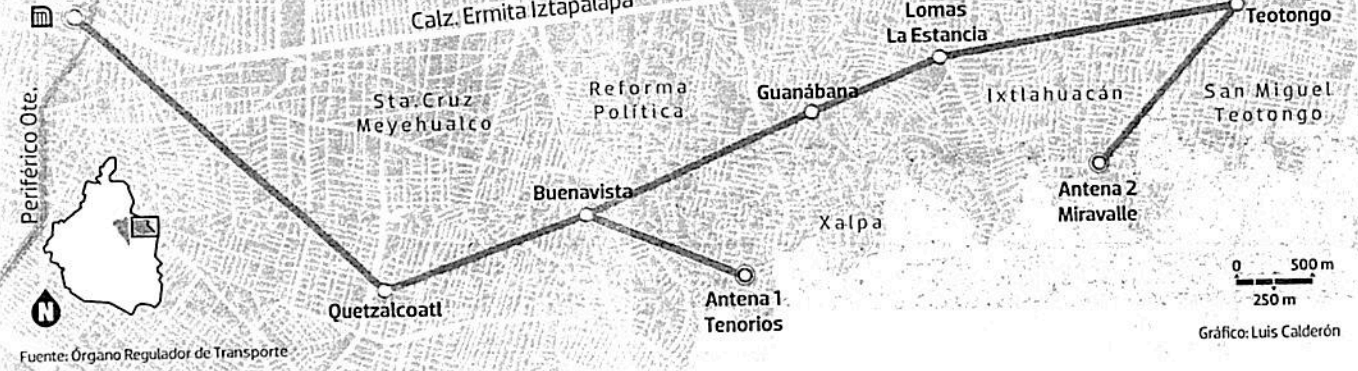 Calz. Ermita Iztapalapa
Lomas
La Estancia
Teotongo
Periférico Ote.
Sta. Cruz
Meyehualco
Reforma
Política
Guanábana
Ixtlahuacán
San Miguel
Teotongo
Buenavista
Antena 2
Miravalle
Xalpa
Quetzalcoatl
Antena 1
Tenorios
N
0 500 m
250 m
Fuente: Órgano Regulador de Transporte
Gráfico: Luis Calderón